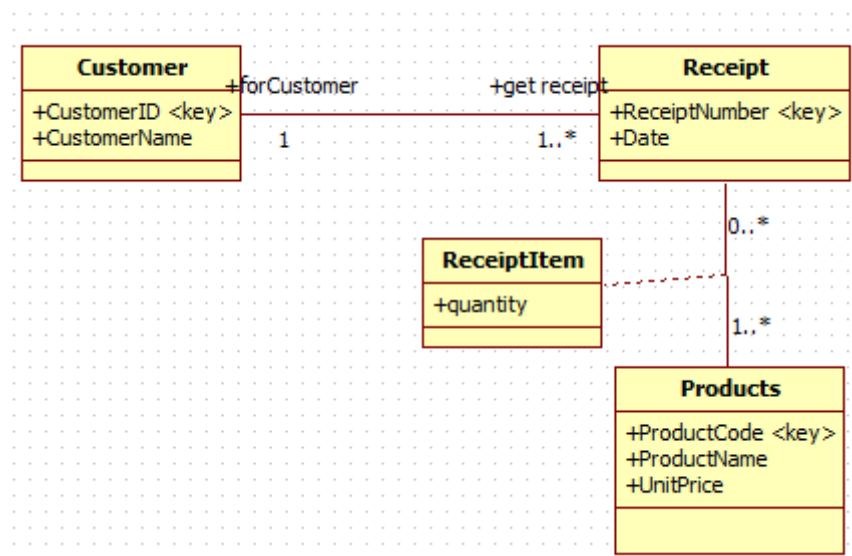 Customer
+CustomerID <key>
+CustomerName
+forCustomer
+get receipt
1
1..*
Receipt
+ReceiptNumber <key>
+Date
0..*
ReceiptItem
+quantity
1..*
Products
+ProductCode <key>
+ProductName
+UnitPrice